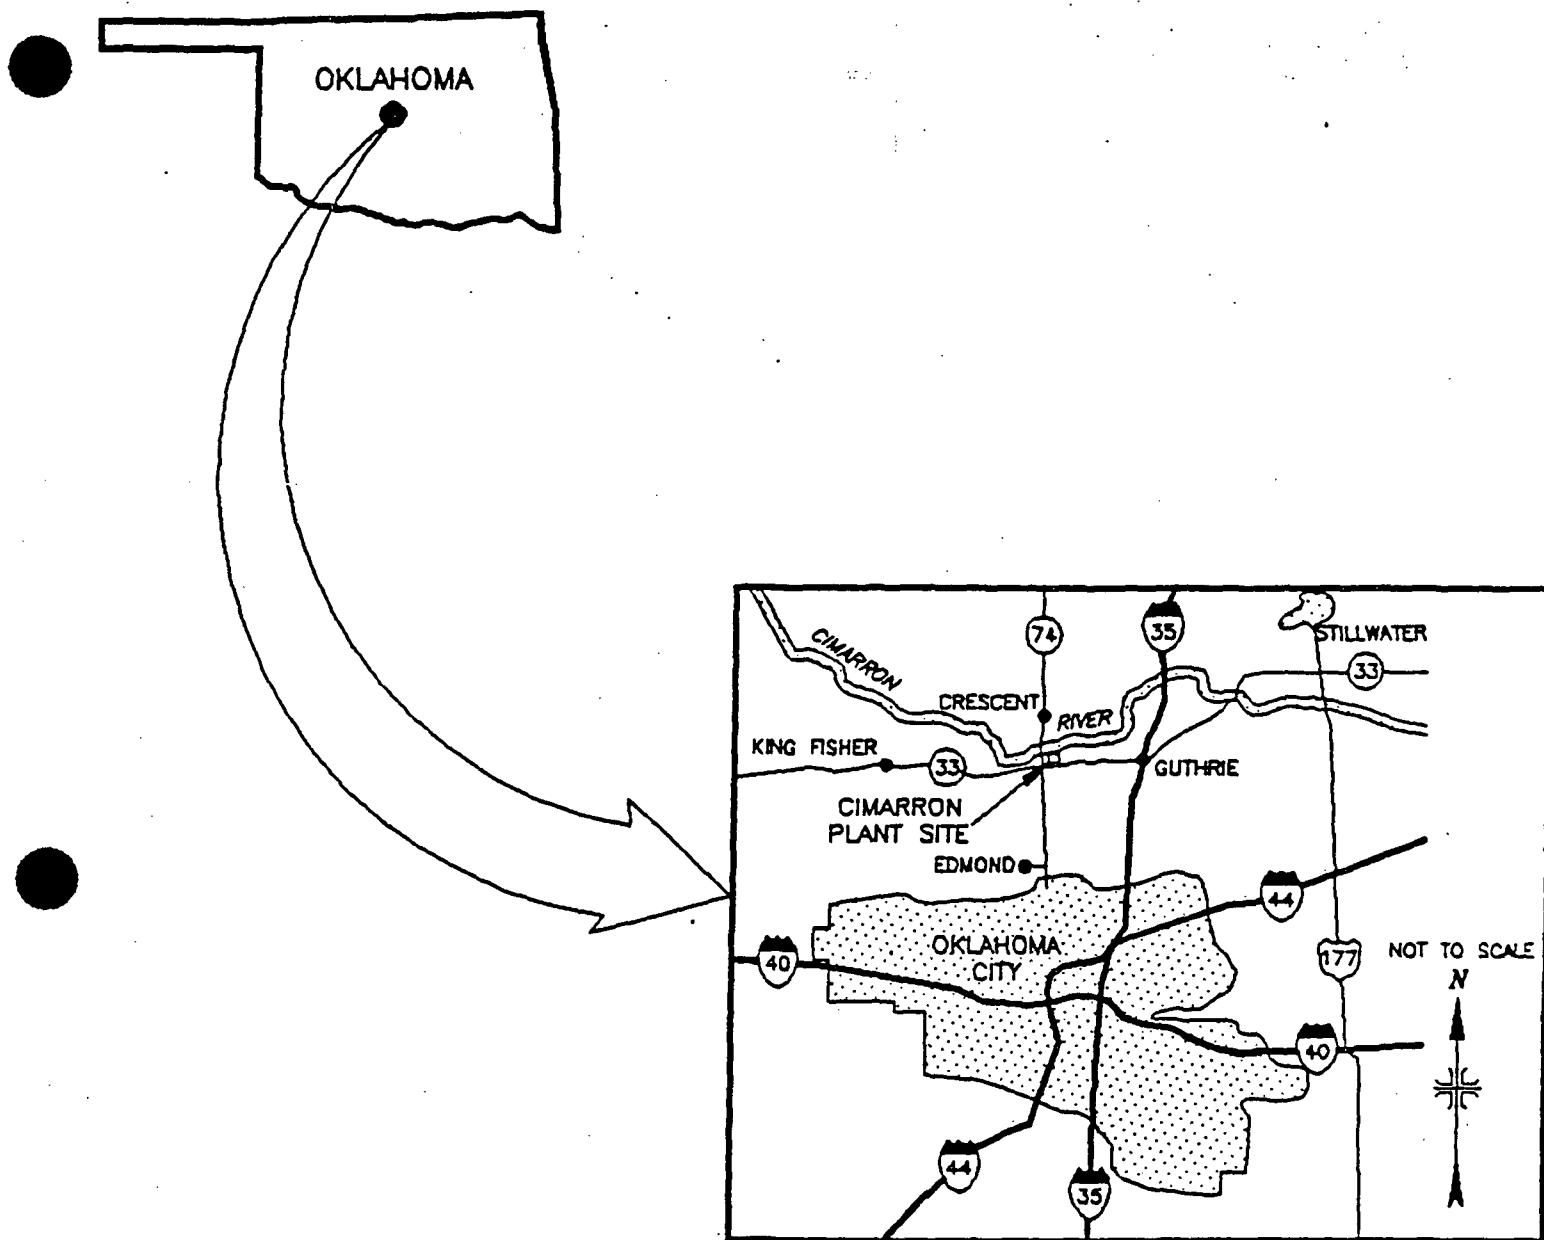 OKLAHOMA
CIMARRON
74
35
STILLWATER
33
CRESCENT
RIVER
KING FISHER
33
GUTHRIE
CIMARRON
PLANT SITE
EDMOND
44
OKLAHOMA
CITY
40
177
NOT TO SCALE
N
40
44
35